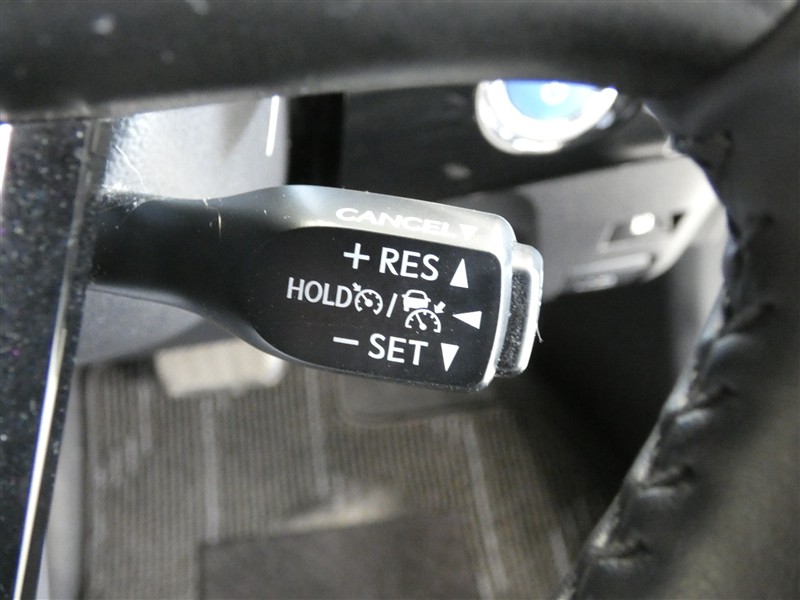 CANCEL▼
+ RES ▲
HOLD / ◀
− SET ▼